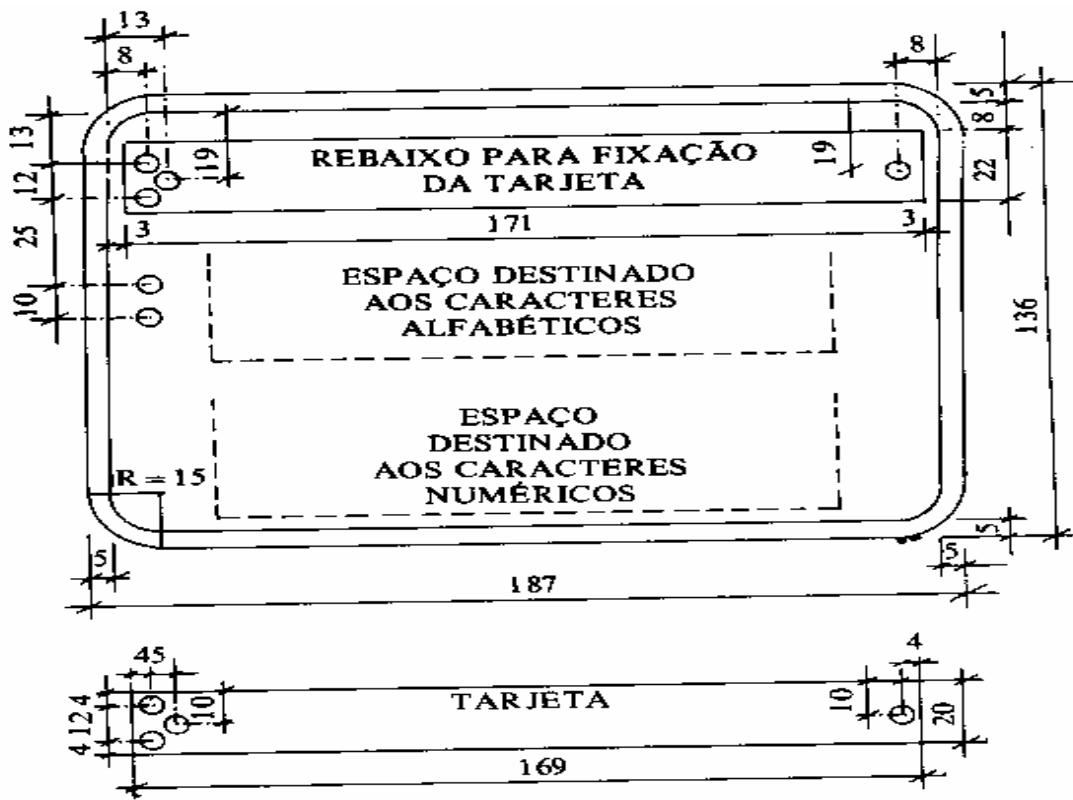 13
8
8
5
8
13
19
19
22
REBAIXO PARA FIXAÇÃO
DA TARJETA
12
171
3
3
25
ESPAÇO DESTINADO
AOS CARACTERES
ALFABÉTICOS
10
136
ESPAÇO
DESTINADO
AOS CARACTERES
NUMÉRICOS
R = 15
5
5
5
187
45
4
4
TARJETA
12
10
10
20
4
169